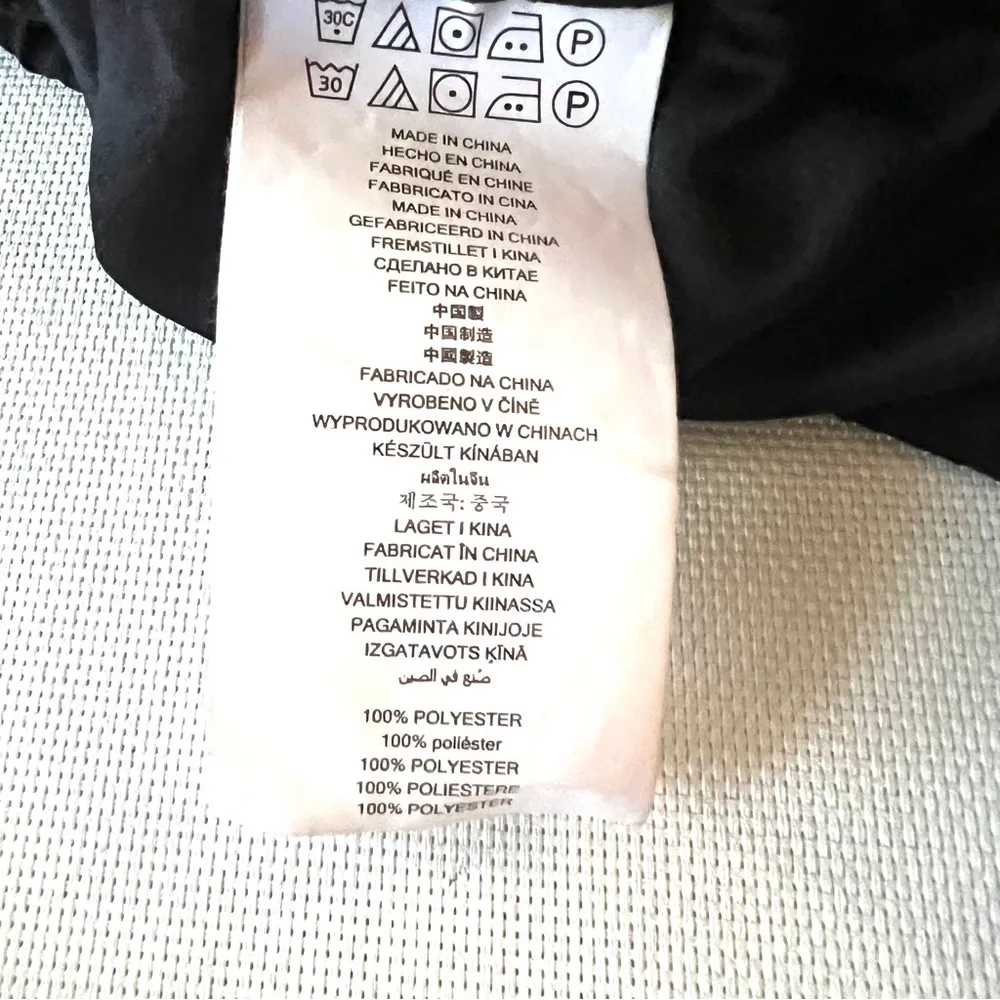 30C P
30 P
MADE IN CHINA
HECHO EN CHINA
FABRIQUÉ EN CHINE
FABBRICATO IN CINA
MADE IN CHINA
GEFABRICEERD IN CHINA
FREMSTILLET I KINA
СДЕЛАНО В КИТАЕ
FEITO NA CHINA
中国製
中国制造
中國製造
FABRICADO NA CHINA
VYROBENO V ČÍNĚ
WYPRODUKOWANO W CHINACH
KÉSZÜLT KÍNÁBAN
ผลิตในจีน
제조국: 중국
LAGET I KINA
FABRICAT ÎN CHINA
TILLVERKAD I KINA
VALMISTETTU KIINASSA
PAGAMINTA KINIJOJE
IZGATAVOTS ĶĪNĀ
صُنع في الصين
100% POLYESTER
100% poliéster
100% POLYESTER
100% POLIESTERE
100% POLYESTER